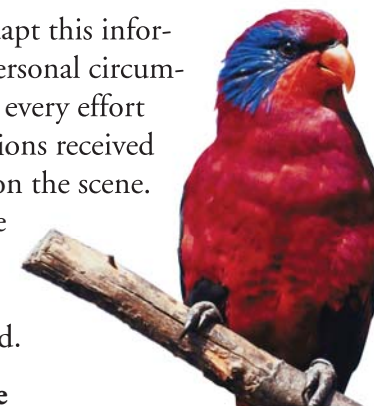 apt this infor-
ersonal circum-
every effort
ions received
on the scene.
e
d.
e